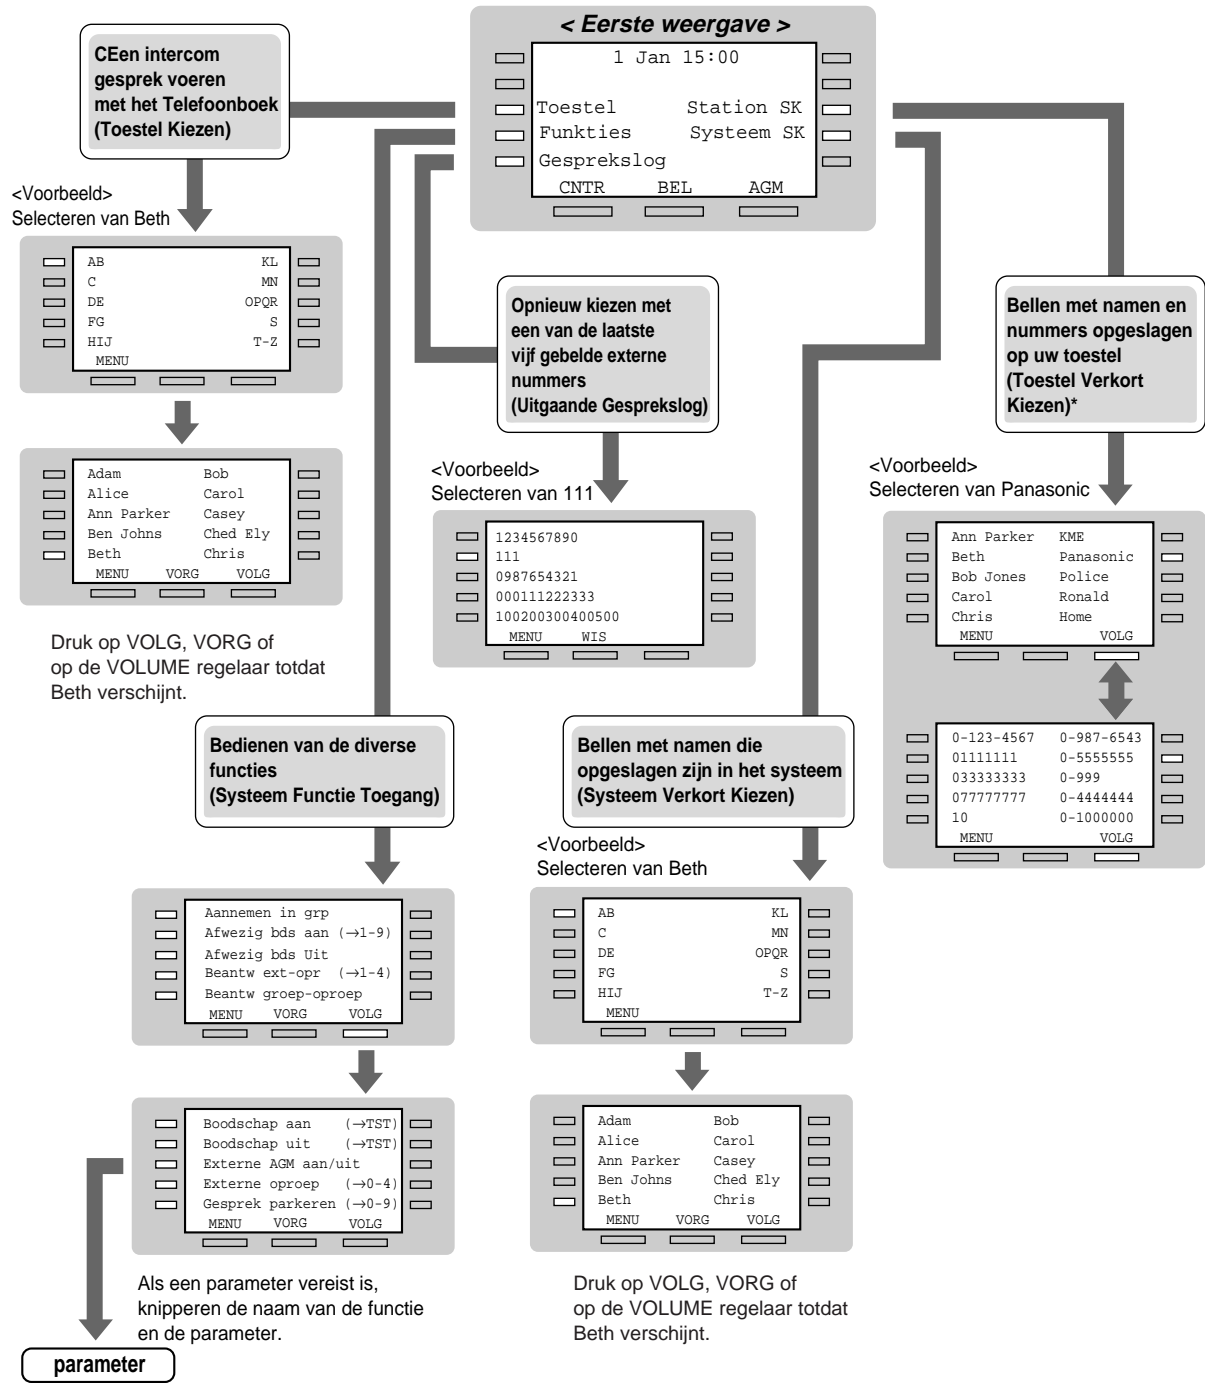 < Eerste weergave >
1 Jan 15:00
Toestel Station SK
Funkties Systeem SK
Gesprekslog
CNTR BEL AGM
CEen intercom
gesprek voeren
met het Telefoonboek
(Toestel Kiezen)
<Voorbeeld>
Selecteren van Beth
AB KL
C MN
DE OPQR
FG S
HIJ T-Z
MENU
Adam Bob
Alice Carol
Ann Parker Casey
Ben Johns Ched Ely
Beth Chris
MENU VORG VOLG
Druk op VOLG, VORG of
op de VOLUME regelaar totdat
Beth verschijnt.
Opnieuw kiezen met
een van de laatste
vijf gebelde externe
nummers
(Uitgaande Gesprekslog)
<Voorbeeld>
Selecteren van 111
1234567890
111
0987654321
000111222333
100200300400500
MENU WIS
Bellen met namen en
nummers opgeslagen
op uw toestel
(Toestel Verkort
Kiezen)*
<Voorbeeld>
Selecteren van Panasonic
Ann Parker KME
Beth Panasonic
Bob Jones Police
Carol Ronald
Chris Home
MENU VOLG
0-123-4567 0-987-6543
01111111 0-5555555
033333333 0-999
077777777 0-4444444
10 0-1000000
MENU VOLG
Bedienen van de diverse
functies
(Systeem Functie Toegang)
Aannemen in grp
Afwezig bds aan (→1-9)
Afwezig bds Uit
Beantw ext-opr (→1-4)
Beantw groep-oproep
MENU VORG VOLG
Boodschap aan (→TST)
Boodschap uit (→TST)
Externe AGM aan/uit
Externe oproep (→0-4)
Gesprek parkeren (→0-9)
MENU VORG VOLG
Als een parameter vereist is,
knipperen de naam van de functie
en de parameter.
parameter
Bellen met namen die
opgeslagen zijn in het systeem
(Systeem Verkort Kiezen)
<Voorbeeld>
Selecteren van Beth
AB KL
C MN
DE OPQR
FG S
HIJ T-Z
MENU
Adam Bob
Alice Carol
Ann Parker Casey
Ben Johns Ched Ely
Beth Chris
MENU VORG VOLG
Druk op VOLG, VORG of
op de VOLUME regelaar totdat
Beth verschijnt.